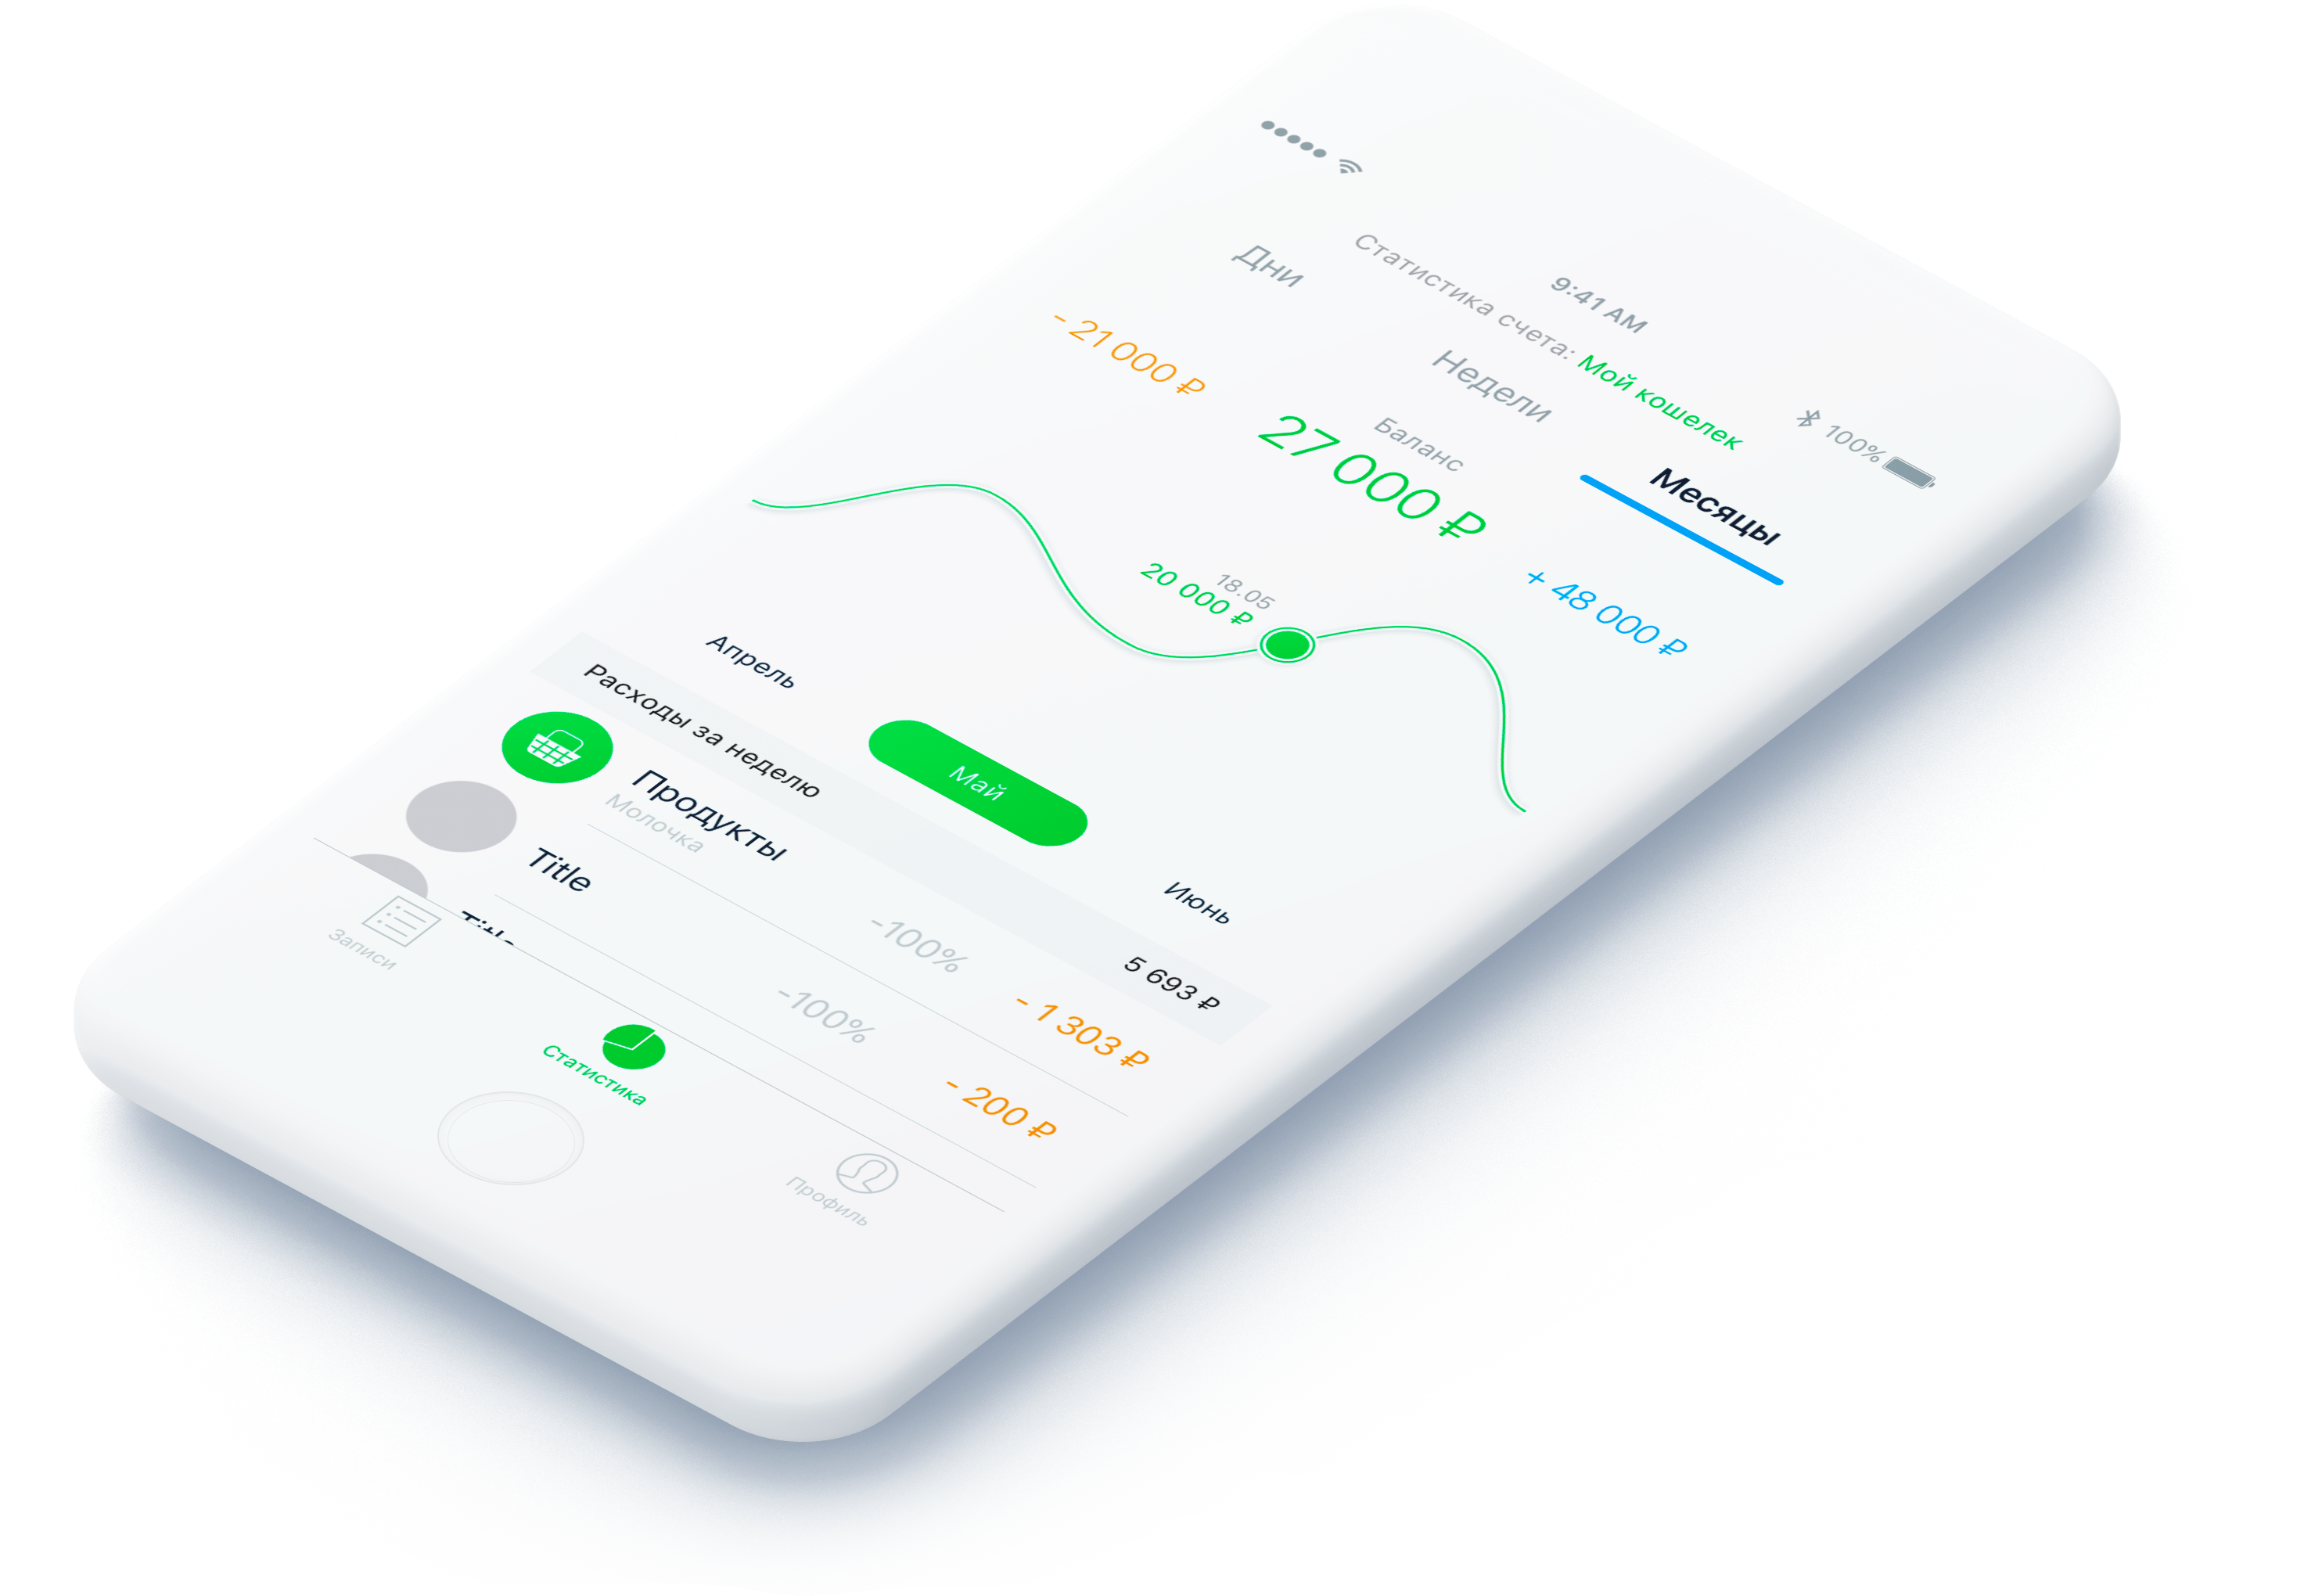 9:41 AM
100%
Статистика счета: Мой кошелек
Дни
Недели
Месяцы
- 21 000 ₽
Баланс
27 000 ₽
+ 48 000 ₽
18.05
20 000 ₽
Апрель
Май
Июнь
Расходы за неделю
5 693 ₽
Продукты
Молочка
-100%
- 1 303 ₽
Title
-100%
- 200 ₽
Title
Записи
Статистика
Профиль